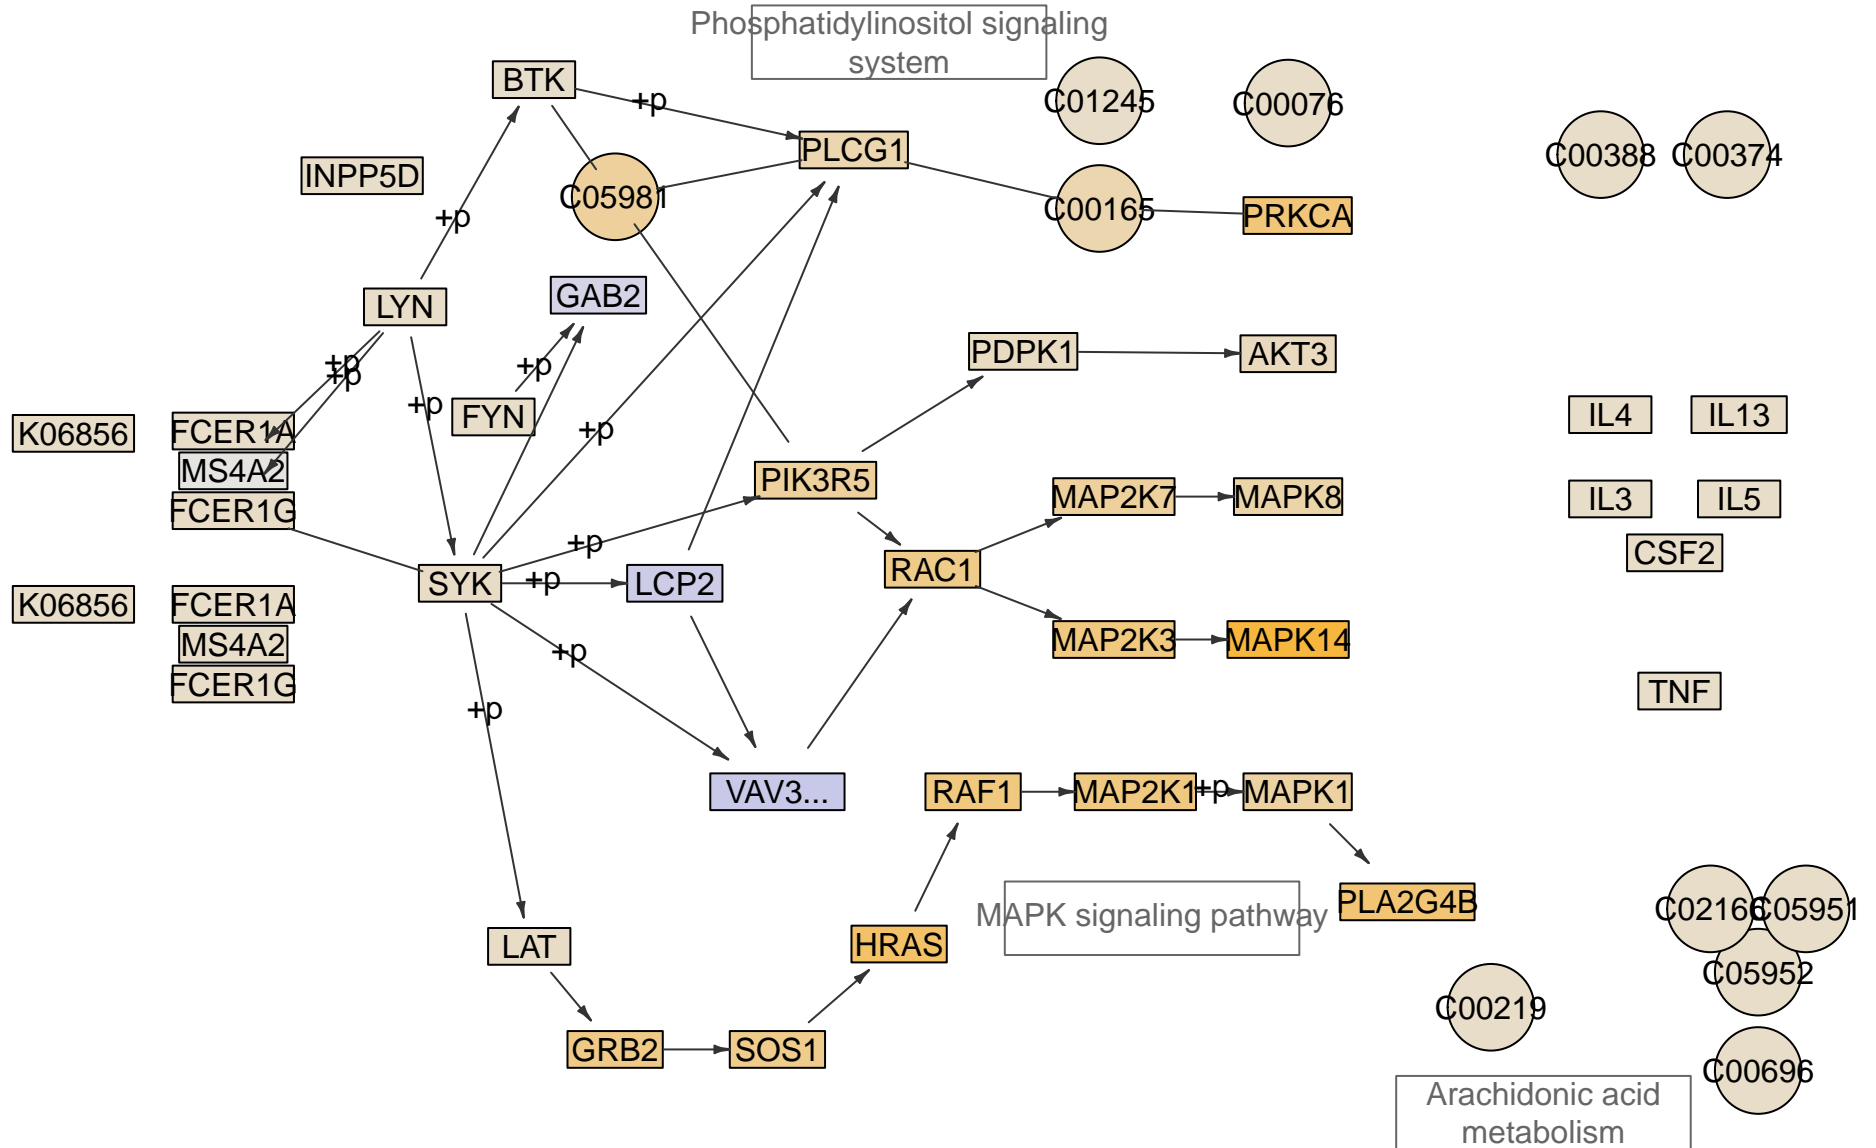 Phosphatidylinositol signaling
system
BTK
+p
C01245
C00076
PLCG1
C00388
C00374
INPP5D
C05981
C00165
PRKCA
+p
LYN
GAB2
PDPK1
AKT3
+p
+p
+p
+p
FYN
K06856
FCER1A
MS4A2
FCER1G
+p
IL4
IL13
PIK3R5
MAP2K7
MAPK8
IL3
IL5
+p
CSF2
SYK
+p
LCP2
RAC1
K06856
FCER1A
MS4A2
FCER1G
+p
MAP2K3
MAPK14
TNF
+p
VAV3...
RAF1
MAP2K1
+p
MAPK1
MAPK signaling pathway
PLA2G4B
C02166
C05951
C05952
LAT
HRAS
C00219
GRB2
SOS1
C00696
Arachidonic acid
metabolism